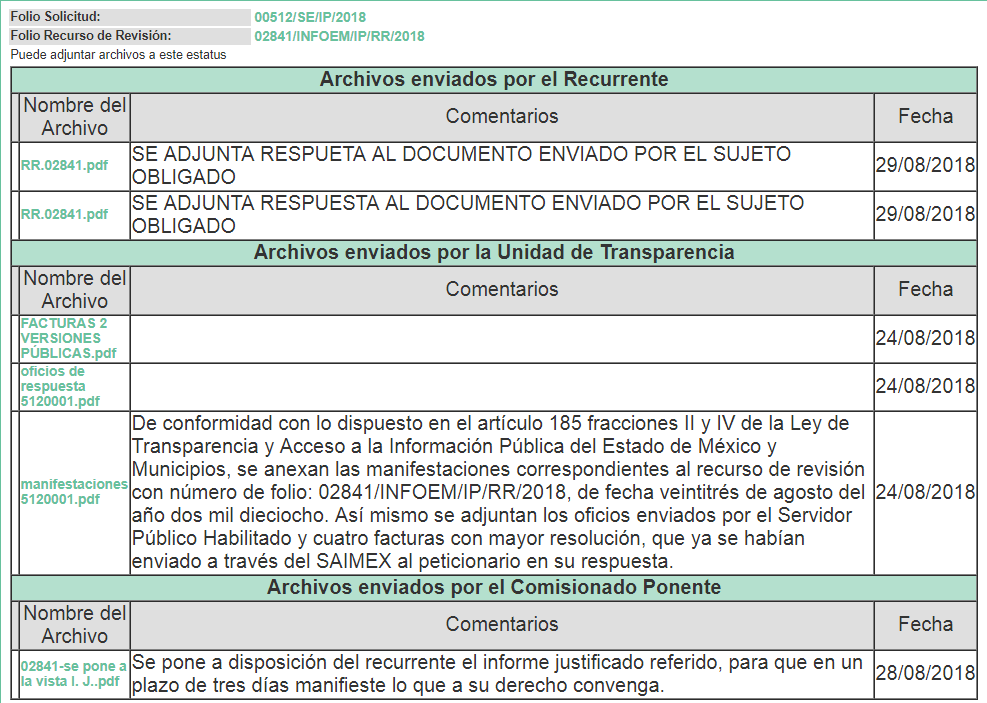 Folio Solicitud: 00512/SE/IP/2018
Folio Recurso de Revisión: 02841/INFOEM/IP/RR/2018
Puede adjuntar archivos a este estatus
Archivos enviados por el Recurrente
Nombre del
Archivo
Comentarios
Fecha
RR.02841.pdf
SE ADJUNTA RESPUETA AL DOCUMENTO ENVIADO POR EL SUJETO
OBLIGADO
29/08/2018
RR.02841.pdf
SE ADJUNTA RESPUESTA AL DOCUMENTO ENVIADO POR EL SUJETO
OBLIGADO
29/08/2018
Archivos enviados por la Unidad de Transparencia
Nombre del
Archivo
Comentarios
Fecha
FACTURAS 2
VERSIONES
PÚBLICAS.pdf
24/08/2018
oficios de
respuesta
5120001.pdf
24/08/2018
manifestaciones
5120001.pdf
De conformidad con lo dispuesto en el artículo 185 fracciones II y IV de la Ley de
Transparencia y Acceso a la Información Pública del Estado de México y
Municipios, se anexan las manifestaciones correspondientes al recurso de revisión
con número de folio: 02841/INFOEM/IP/RR/2018, de fecha veintitrés de agosto del
año dos mil dieciocho. Así mismo se adjuntan los oficios enviados por el Servidor
Público Habilitado y cuatro facturas con mayor resolución, que ya se habían
enviado a través del SAIMEX al peticionario en su respuesta.
24/08/2018
Archivos enviados por el Comisionado Ponente
Nombre del
Archivo
Comentarios
Fecha
02841-se pone a
la vista I. J..pdf
Se pone a disposición del recurrente el informe justificado referido, para que en un
plazo de tres días manifieste lo que a su derecho convenga.
28/08/2018